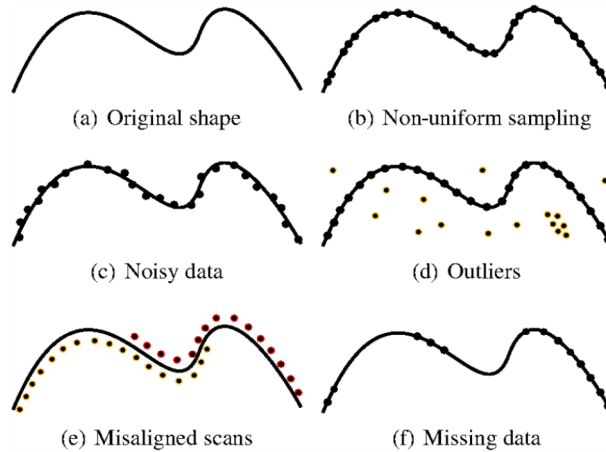 (a) Original shape
(b) Non-uniform sampling
(c) Noisy data
(d) Outliers
(e) Misaligned scans
(f) Missing data